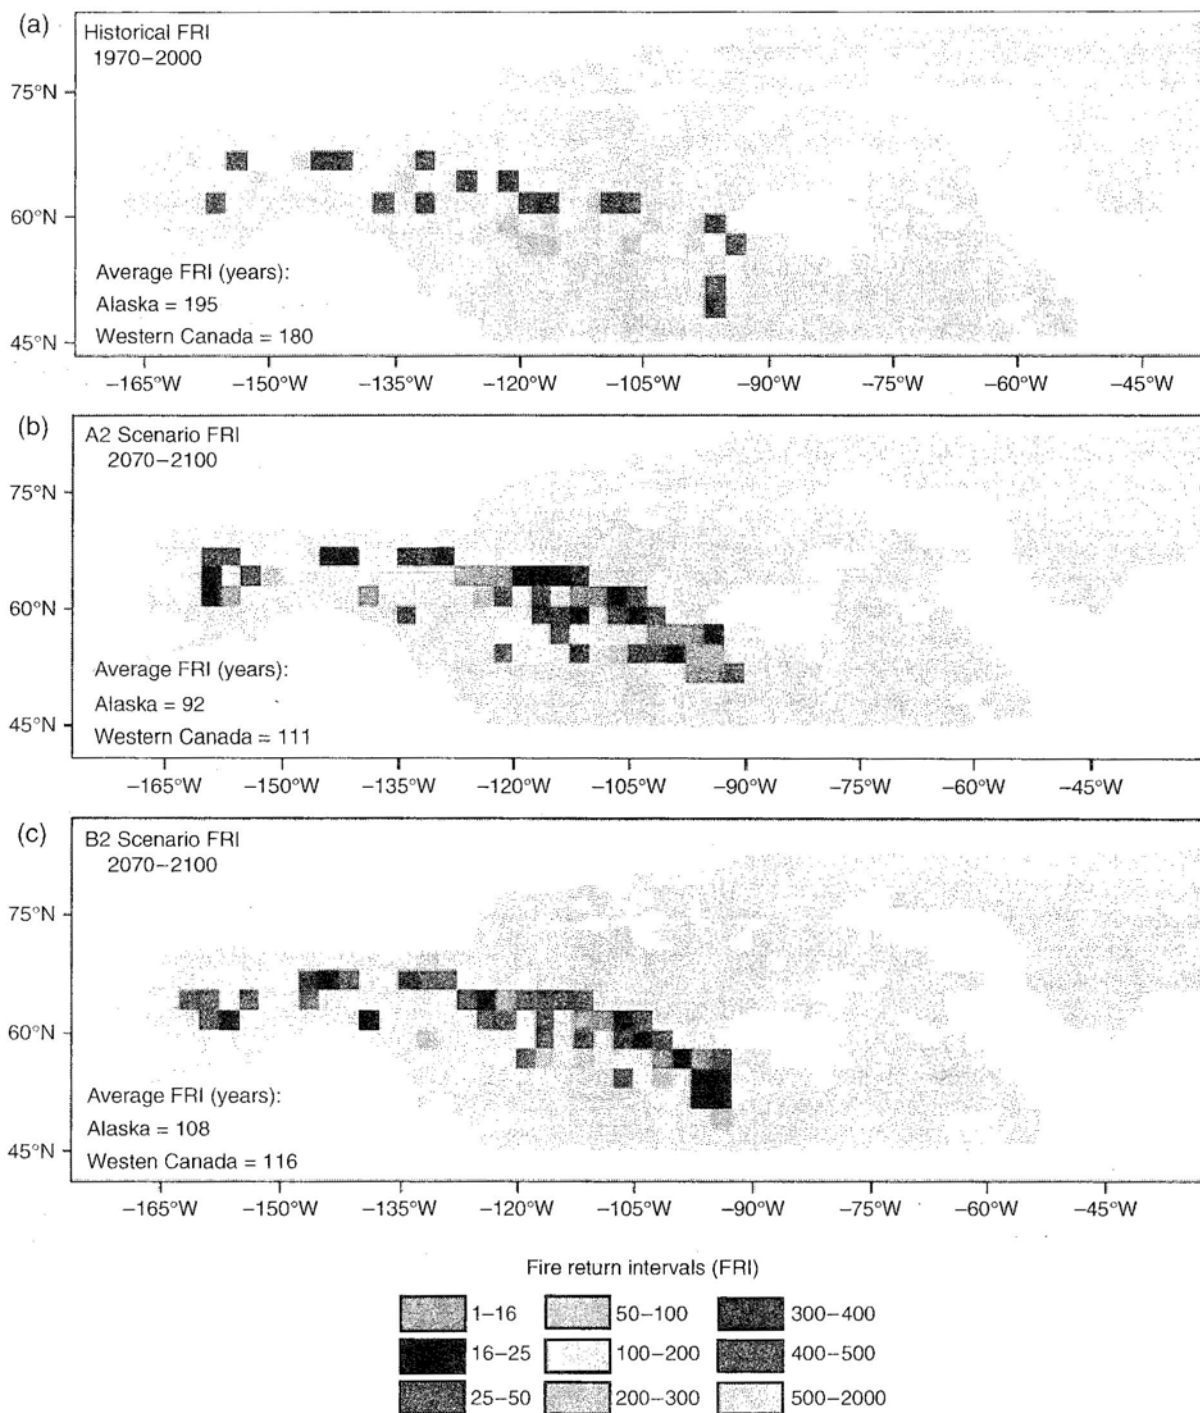 (a)
Historical FRI
1970–2000
75°N
60°N
45°N
Average FRI (years):
Alaska = 195
Western Canada = 180
–165°W –150°W –135°W –120°W –105°W –90°W –75°W –60°W –45°W
(b)
A2 Scenario FRI
2070–2100
75°N
60°N
45°N
Average FRI (years):
Alaska = 92
Western Canada = 111
–165°W –150°W –135°W –120°W –105°W –90°W –75°W –60°W –45°W
(c)
B2 Scenario FRI
2070–2100
75°N
60°N
45°N
Average FRI (years):
Alaska = 108
Westen Canada = 116
–165°W –150°W –135°W –120°W –105°W –90°W –75°W –60°W –45°W
Fire return intervals (FRI)
1–16 50–100 300–400
16–25 100–200 400–500
25–50 200–300 500–2000